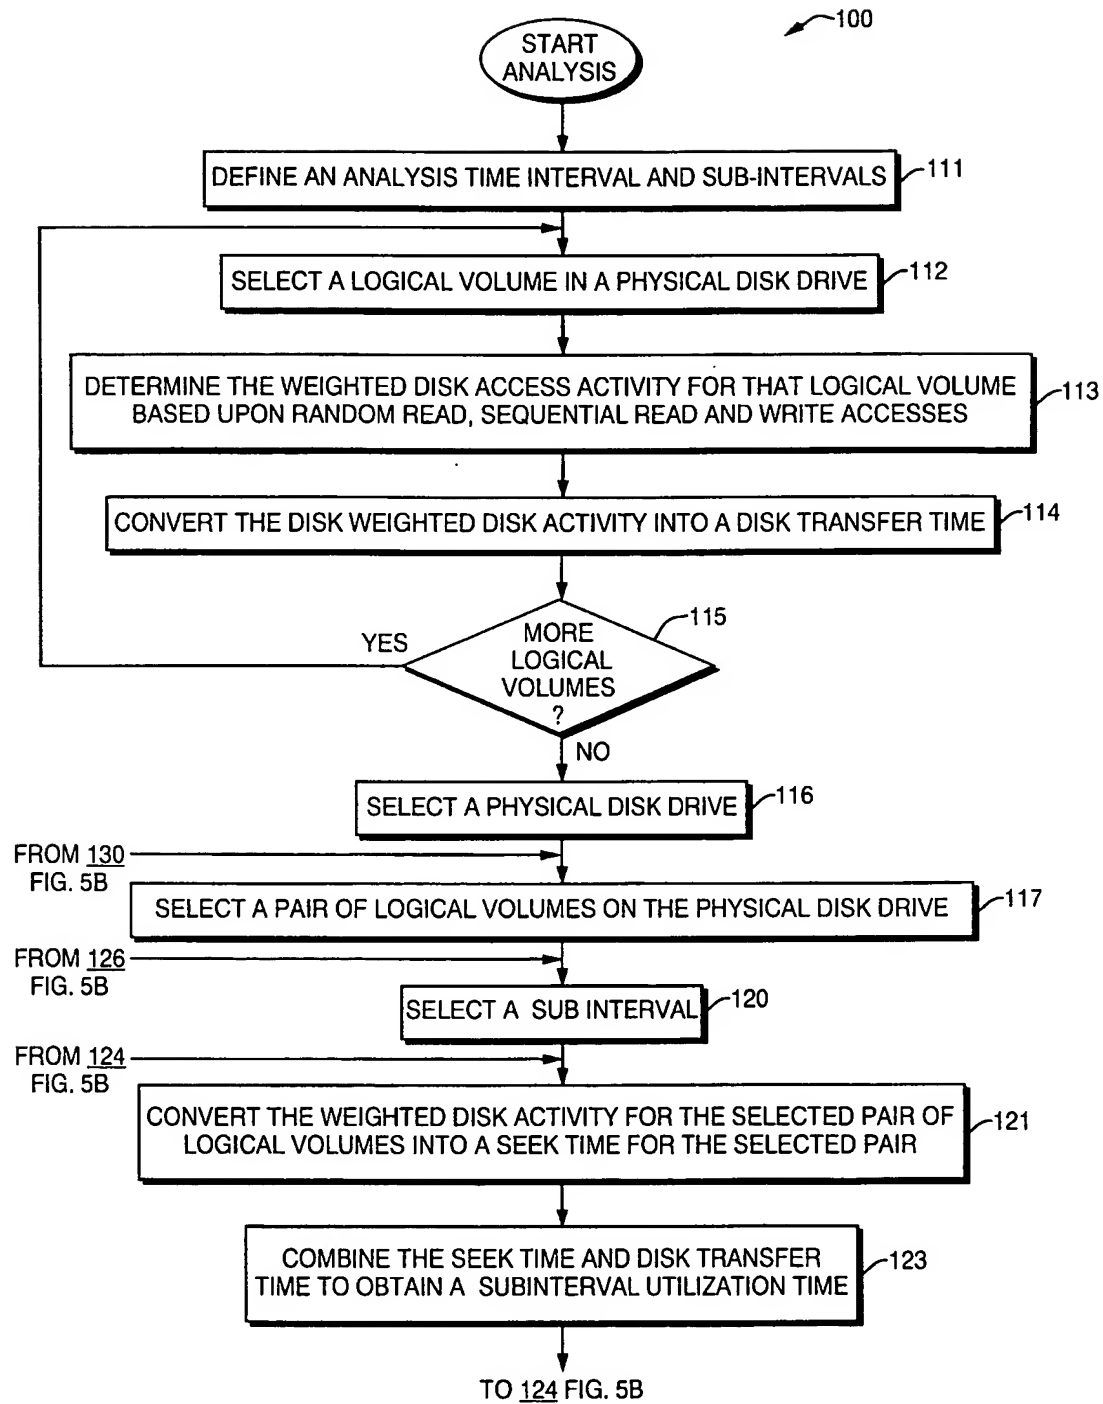 100
START
ANALYSIS
DEFINE AN ANALYSIS TIME INTERVAL AND SUB-INTERVALS
111
SELECT A LOGICAL VOLUME IN A PHYSICAL DISK DRIVE
112
DETERMINE THE WEIGHTED DISK ACCESS ACTIVITY FOR THAT LOGICAL VOLUME
BASED UPON RANDOM READ, SEQUENTIAL READ AND WRITE ACCESSES
113
CONVERT THE DISK WEIGHTED DISK ACTIVITY INTO A DISK TRANSFER TIME
114
115
YES
MORE
LOGICAL
VOLUMES
?
NO
SELECT A PHYSICAL DISK DRIVE
116
FROM 130
FIG. 5B
SELECT A PAIR OF LOGICAL VOLUMES ON THE PHYSICAL DISK DRIVE
117
FROM 126
FIG. 5B
SELECT A SUB INTERVAL
120
FROM 124
FIG. 5B
CONVERT THE WEIGHTED DISK ACTIVITY FOR THE SELECTED PAIR OF
LOGICAL VOLUMES INTO A SEEK TIME FOR THE SELECTED PAIR
121
COMBINE THE SEEK TIME AND DISK TRANSFER
TIME TO OBTAIN A SUBINTERVAL UTILIZATION TIME
123
TO 124 FIG. 5B